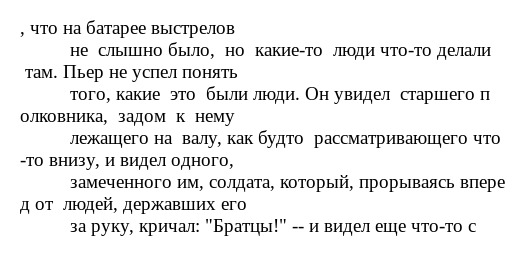 , что на батарее выстрелов
не  слышно было,  но  какие-то  люди что-то делали
там. Пьер не успел понять
того, какие  это  были люди. Он увидел  старшего п
олковника,  задом  к  нему
лежащего на  валу, как будто  рассматривающего что
-то внизу, и видел одного,
замеченного им, солдата, который, прорываясь впере
д от  людей, державших его
за руку, кричал: "Братцы!" -- и видел еще что-то с